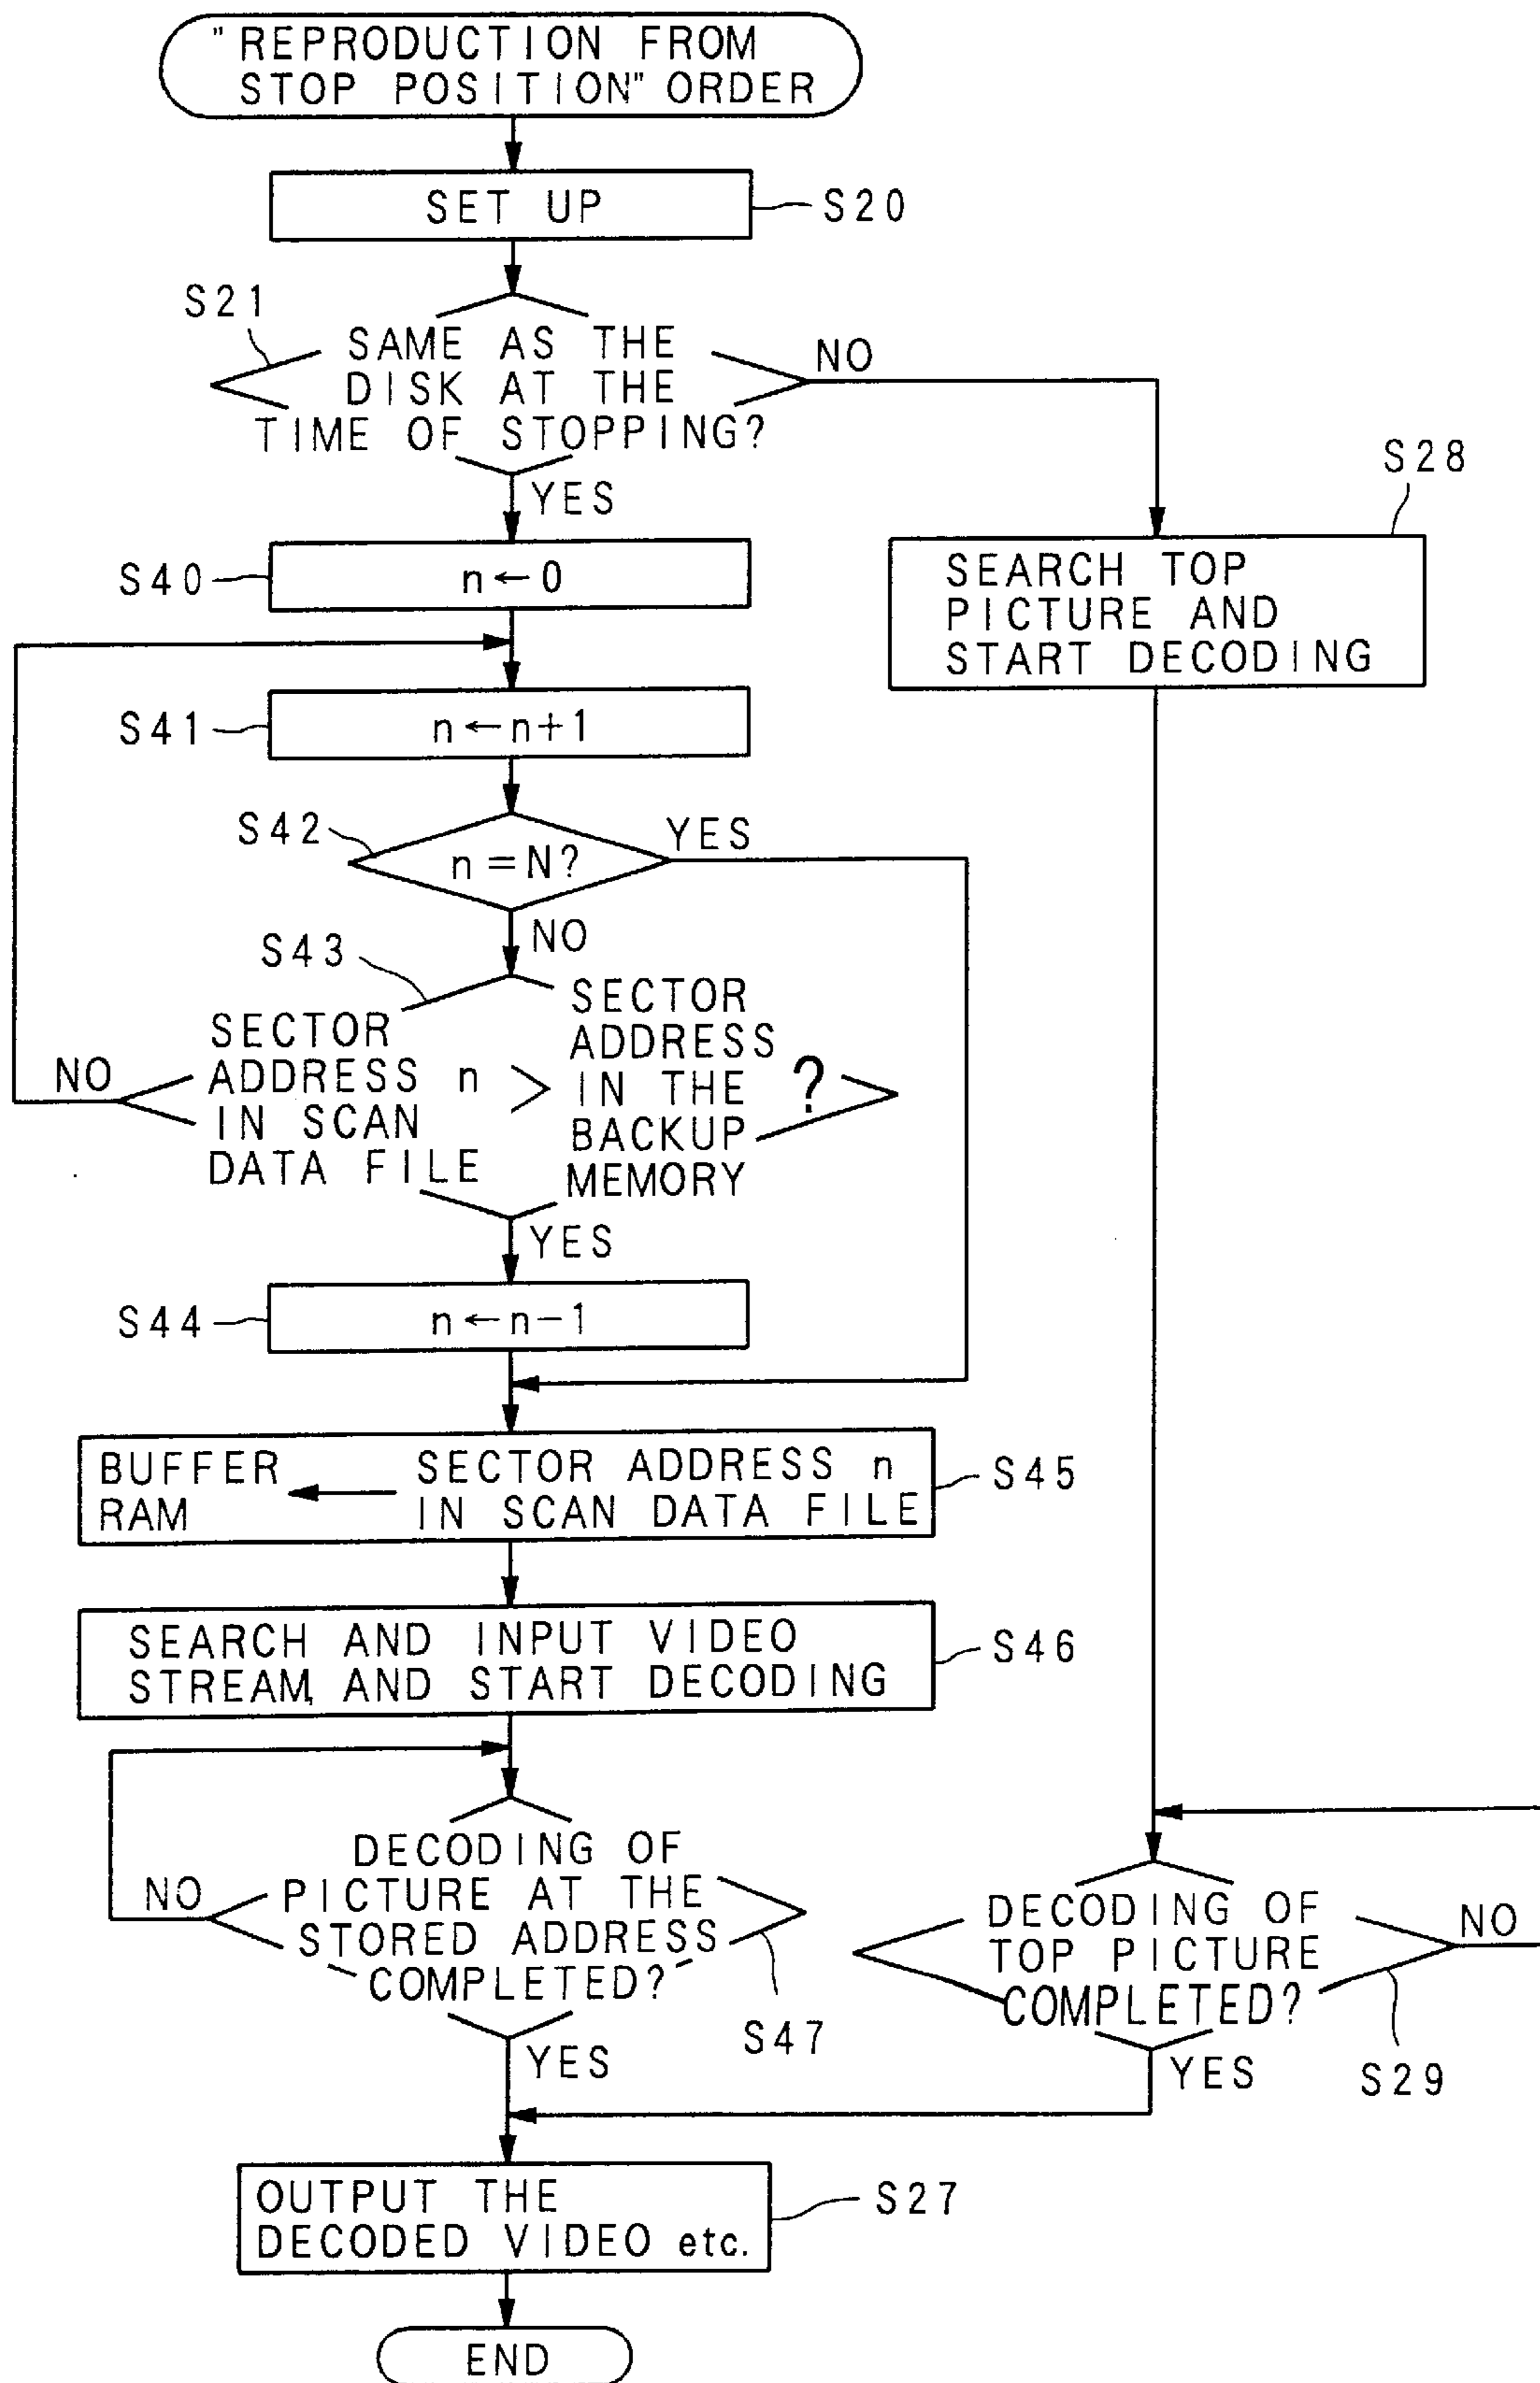 "REPRODUCTION FROM
STOP POSITION" ORDER
SET UP
S20
S21
SAME AS THE
DISK AT THE
TIME OF STOPPING?
NO
YES
S28
SEARCH TOP
PICTURE AND
START DECODING
S40
n←0
S41
n←n+1
S42
n=N?
YES
NO
S43
SECTOR
ADDRESS n
IN SCAN
DATA FILE
>
SECTOR
ADDRESS
IN THE
BACKUP
MEMORY
?
NO
YES
S44
n←n-1
BUFFER
RAM
←
SECTOR ADDRESS n
IN SCAN DATA FILE
S45
SEARCH AND INPUT VIDEO
STREAM, AND START DECODING
S46
DECODING OF
PICTURE AT THE
STORED ADDRESS
COMPLETED?
NO
S47
YES
DECODING OF
TOP PICTURE
COMPLETED?
NO
S29
YES
OUTPUT THE
DECODED VIDEO etc.
S27
END